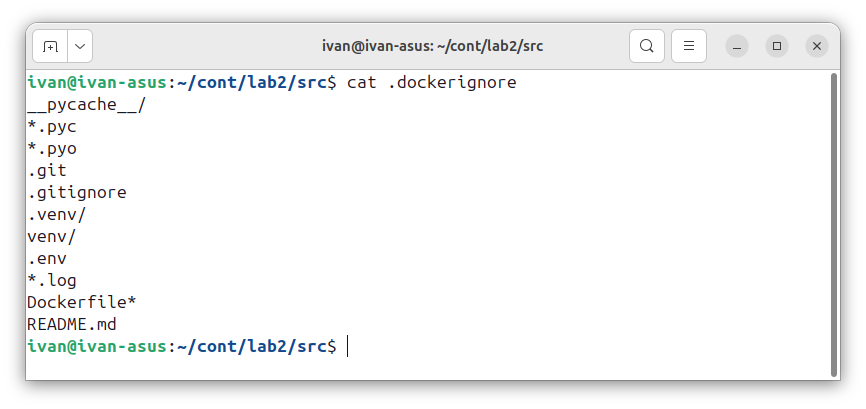 ivan@ivan-asus: ~/cont/lab2/src
ivan@ivan-asus:~/cont/lab2/src$ cat .dockerignore
__pycache__/
*.pyc
*.pyo
.git
.gitignore
.venv/
venv/
.env
*.log
Dockerfile*
README.md
ivan@ivan-asus:~/cont/lab2/src$